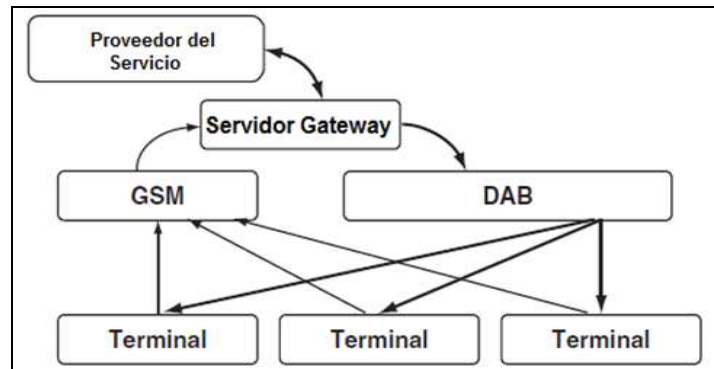 Proveedor del
Servicio
Servidor Gateway
GSM
DAB
Terminal
Terminal
Terminal